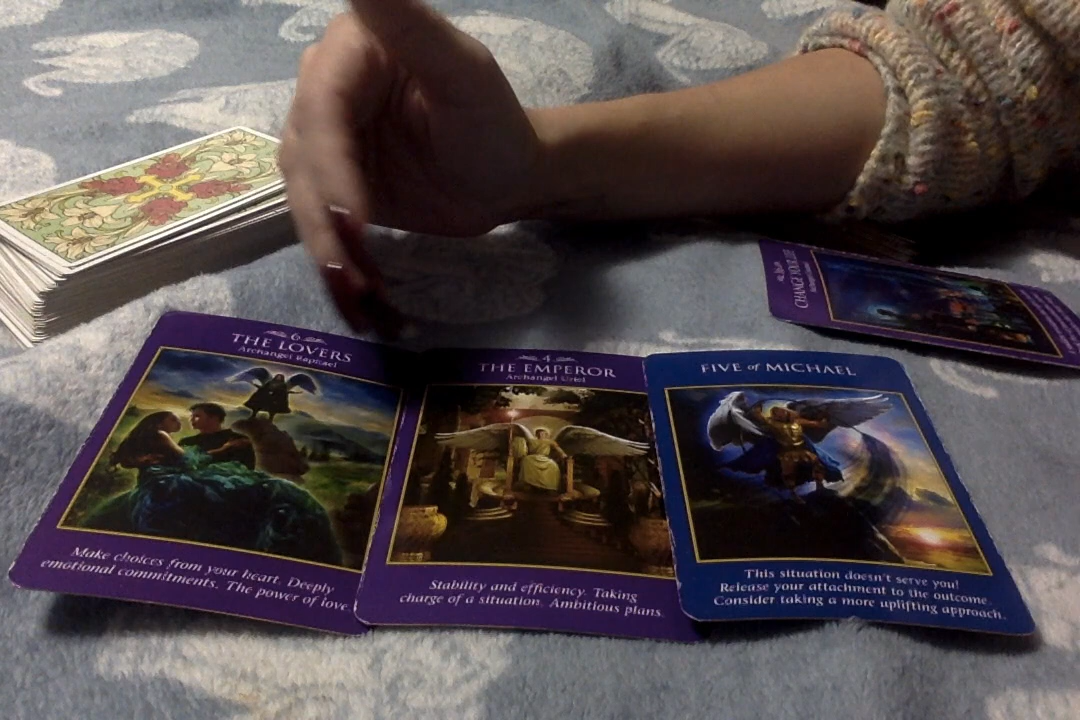 6
THE LOVERS
Archangel Raphael
Make choices from your heart. Deeply
emotional commitments. The power of love.
4
THE EMPEROR
Archangel Uriel
Stability and efficiency. Taking
charge of a situation. Ambitious plans.
FIVE of MICHAEL
This situation doesn't serve you!
Release your attachment to the outcome.
Consider taking a more uplifting approach.
CHANGE YOUR LIFE